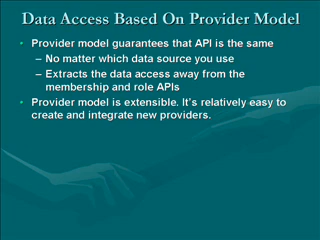 Data Access Based On Provider Model
• Provider model guarantees that API is the same
– No matter which data source you use
– Extracts the data access away from the
membership and role APIs
• Provider model is extensible. It's relatively easy to
create and integrate new providers.